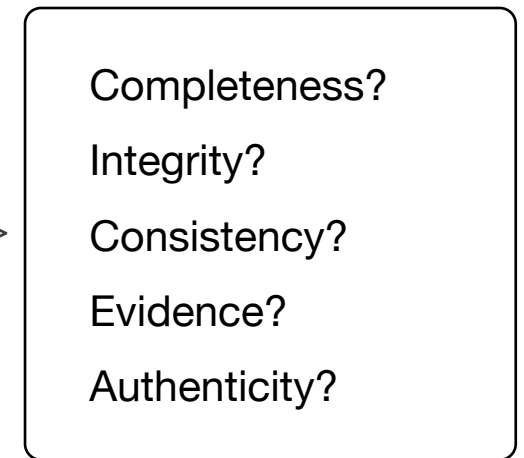 Completeness?
Integrity?
Consistency?
Evidence?
Authenticity?